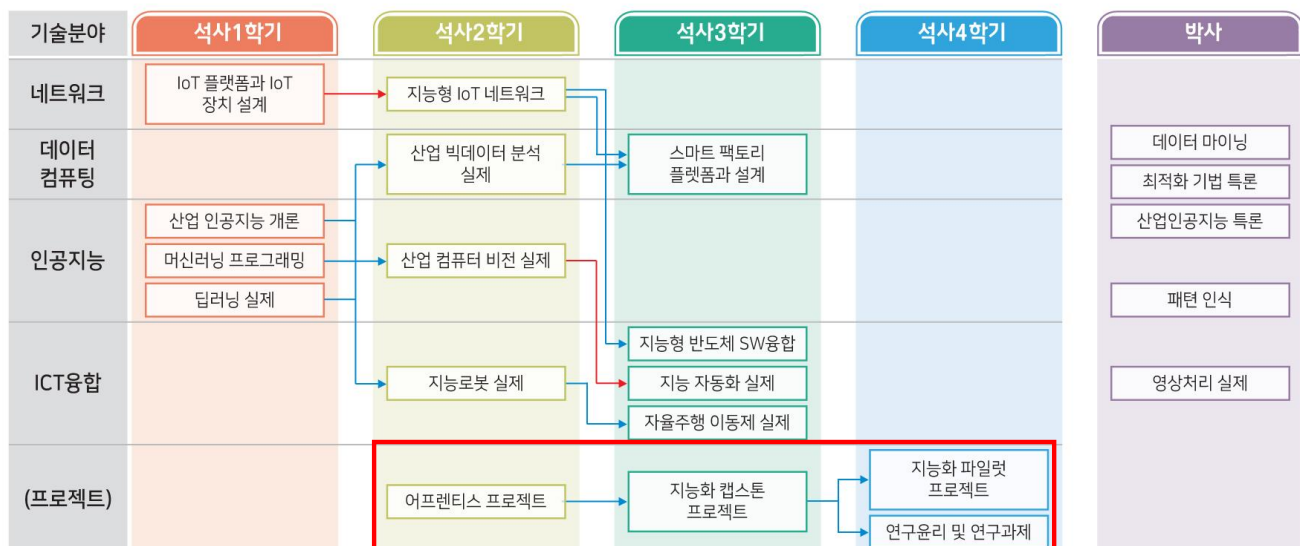 기술분야
석사1학기
석사2학기
석사3학기
석사4학기
박사
네트워크
IoT 플랫폼과 IoT
장치 설계
지능형 IoT 네트워크
데이터
컴퓨팅
산업 빅데이터 분석
실제
스마트 팩토리
플렛폼과 설계
데이터 마이닝
최적화 기법 특론
인공지능
산업 인공지능 개론
머신러닝 프로그래밍
딥러닝 실제
산업 컴퓨터 비전 실제
산업인공지능 특론
패턴 인식
ICT융합
지능로봇 실제
지능형 반도체 SW융합
지능 자동화 실제
자율주행 이동제 실제
영상처리 실제
(프로젝트)
어프렌티스 프로젝트
지능화 캡스톤
프로젝트
지능화 파일럿
프로젝트
연구윤리 및 연구과제